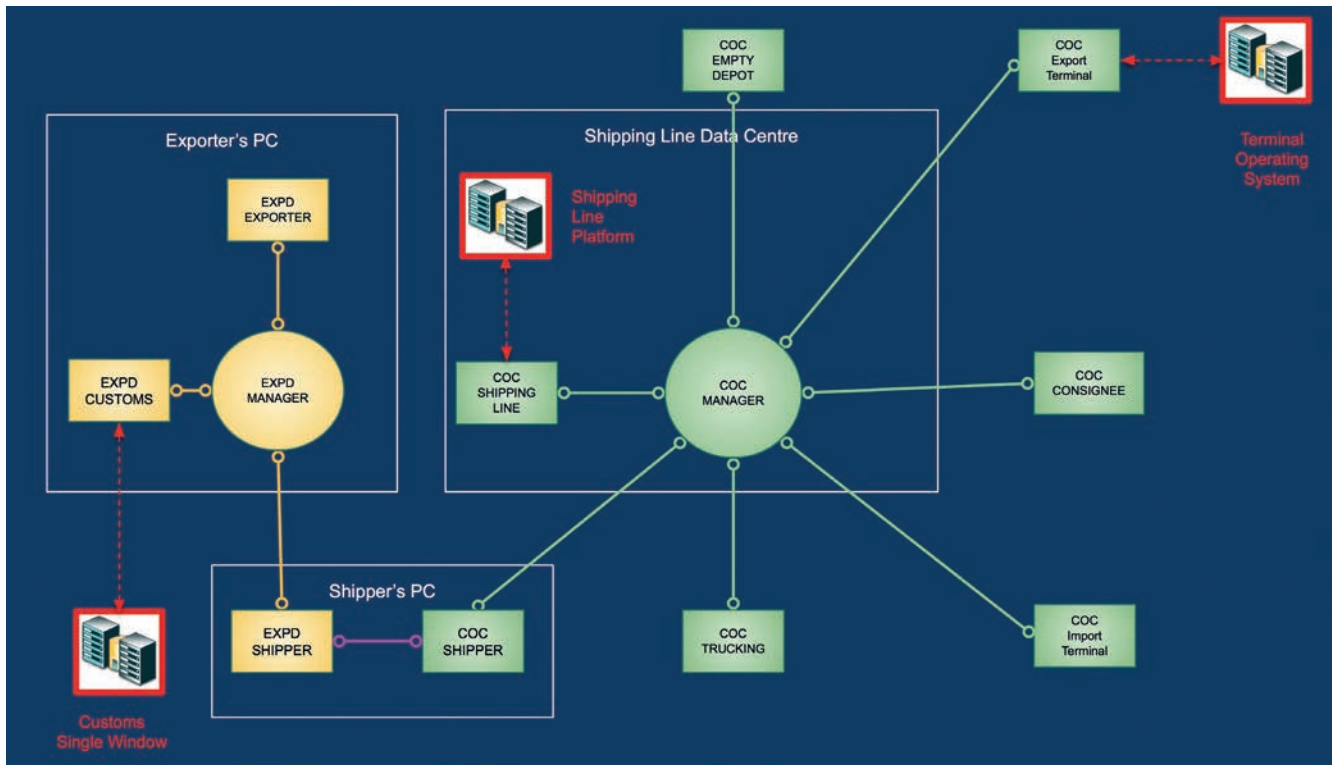 COC
EMPTY
DEPOT
COC
Export
Terminal
Terminal
Operating
System
Exporter's PC
Shipping Line Data Centre
EXPD
EXPORTER
Shipping
Line
Platform
EXPD
CUSTOMS
EXPD
MANAGER
COC
SHIPPING
LINE
COC
MANAGER
COC
CONSIGNEE
Shipper's PC
EXPD
SHIPPER
COC
SHIPPER
COC
TRUCKING
COC
Import
Terminal
Customs
Single Window